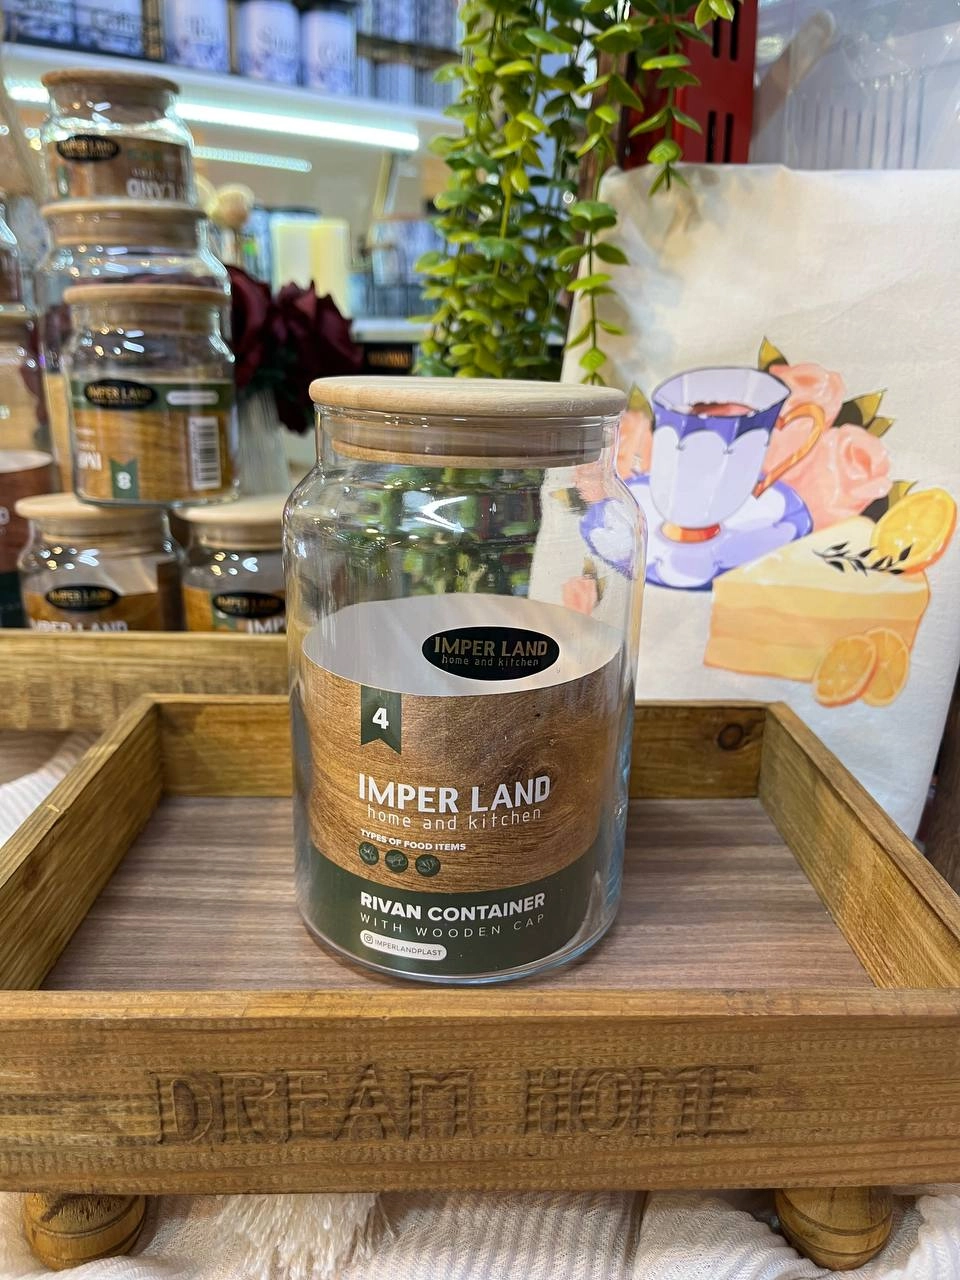 IMPER LAND
LAND
IMPER LAND
8
IMPER LAND
IMPER LAND
IMPER LAND
home and kitchen
4
IMPER LAND
home and kitchen
TYPES OF FOOD ITEMS
RIVAN CONTAINER
WITH WOODEN CAP
IMPERLANDPLAST
DREAM HOME